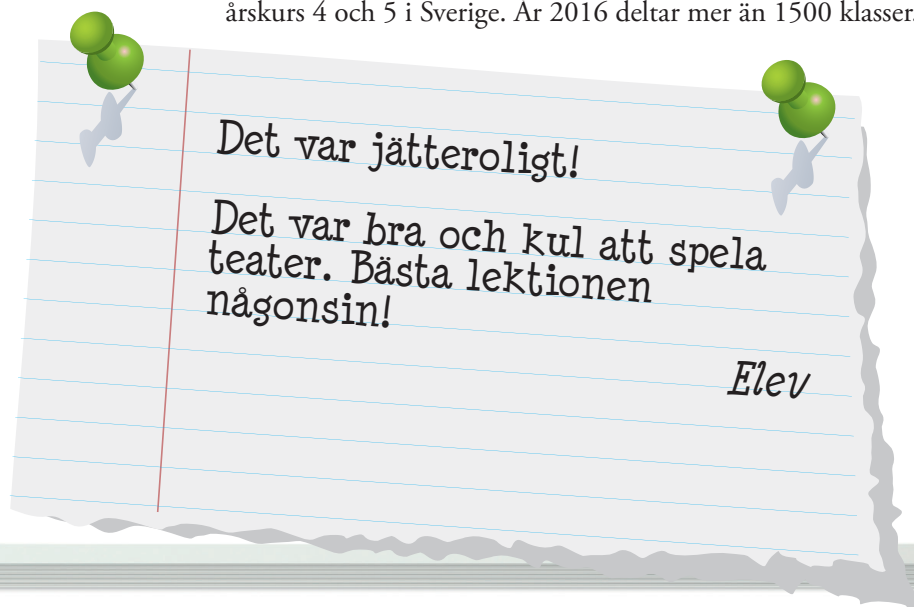 årskurs 4 och 5 i Sverige. År 2016 deltar mer än 1500 klasser.
Det var jätteroligt!
Det var bra och kul att spela
teater. Bästa lektionen
någonsin!
Elev